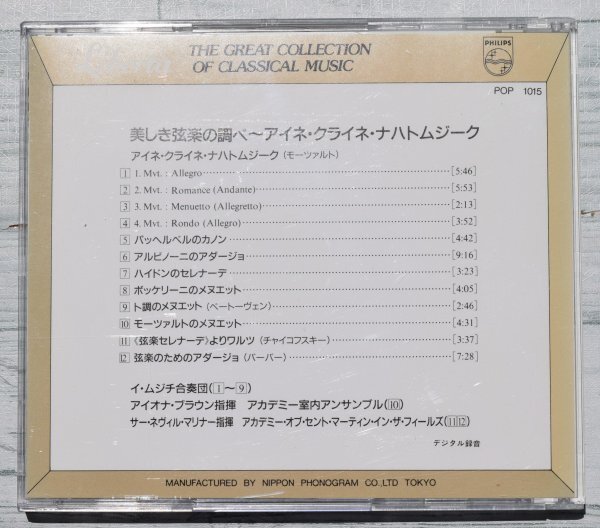 THE GREAT COLLECTION
OF CLASSICAL MUSIC
PHILIPS
POP 1015
美しき弦楽の調べ〜アイネ・クライネ・ナハトムジーク
アイネ・クライネ・ナハトムジーク(モーツァルト)
1 1. Mvt. : Allegro [5:46]
2 2. Mvt. : Romance (Andante) [5:53]
3 3. Mvt. : Menuetto (Allegretto) [2:13]
4 4. Mvt. : Rondo (Allegro) [3:52]
5 パッヘルベルのカノン [4:42]
6 アルビノーニのアダージョ [9:16]
7 ハイドンのセレナーデ [3:23]
8 ボッケリーニのメヌエット [4:05]
9 ト調のメヌエット(ベートーヴェン) [2:46]
10 モーツァルトのメヌエット [4:31]
11 《弦楽セレナーデ》よりワルツ(チャイコフスキー) [3:37]
12 弦楽のためのアダージョ(バーバー) [7:28]
イ・ムジチ合奏団(1〜9)
アイオナ・ブラウン指揮 アカデミー室内アンサンブル(10)
サー・ネヴィル・マリナー指揮 アカデミー・オブ・セント・マーティン・イン・ザ・フィールズ(11 12)
デジタル録音
MANUFACTURED BY NIPPON PHONOGRAM CO.,LTD TOKYO